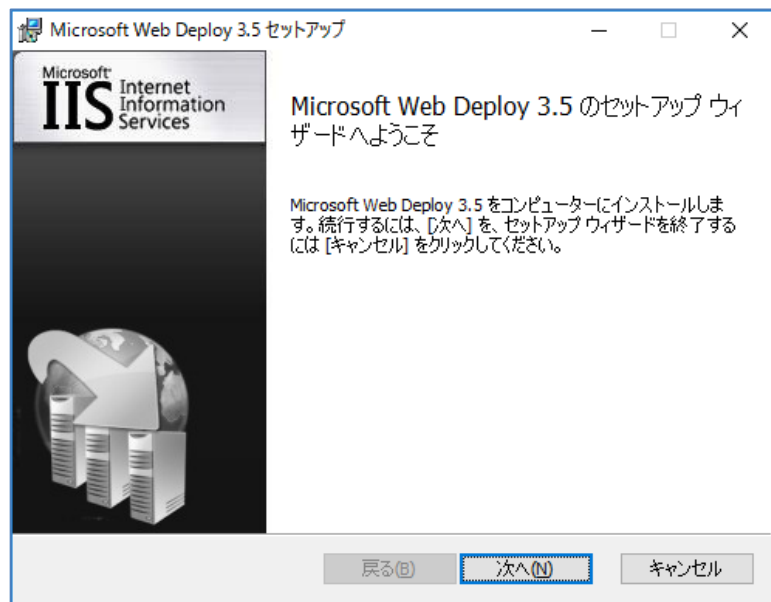 Microsoft Web Deploy 3.5 セットアップ
Microsoft
IIS Internet
Information
Services
Microsoft Web Deploy 3.5 のセットアップ ウィ
ザードへようこそ
Microsoft Web Deploy 3.5 をコンピューターにインストールしま
す。続行するには、[次へ] を、セットアップ ウィザードを終了する
には [キャンセル] をクリックしてください。
戻る(B)
次へ(N)
キャンセル